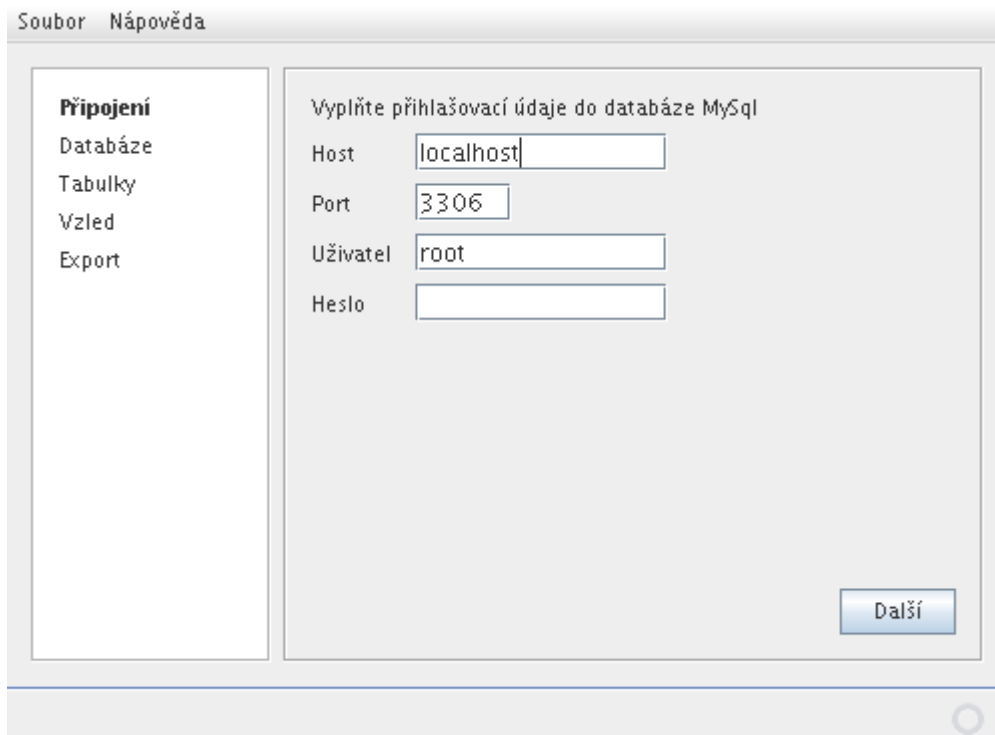 Soubor Nápověda
Připojení
Databáze
Tabulky
Vzled
Export
Vyplňte přihlašovací údaje do databáze MySql
Host localhost
Port 3306
Uživatel root
Heslo
Další